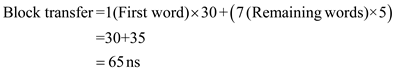 Block transfer =1(First word)×30+(7(Remaining words)×5)
=30+35
=65 ns